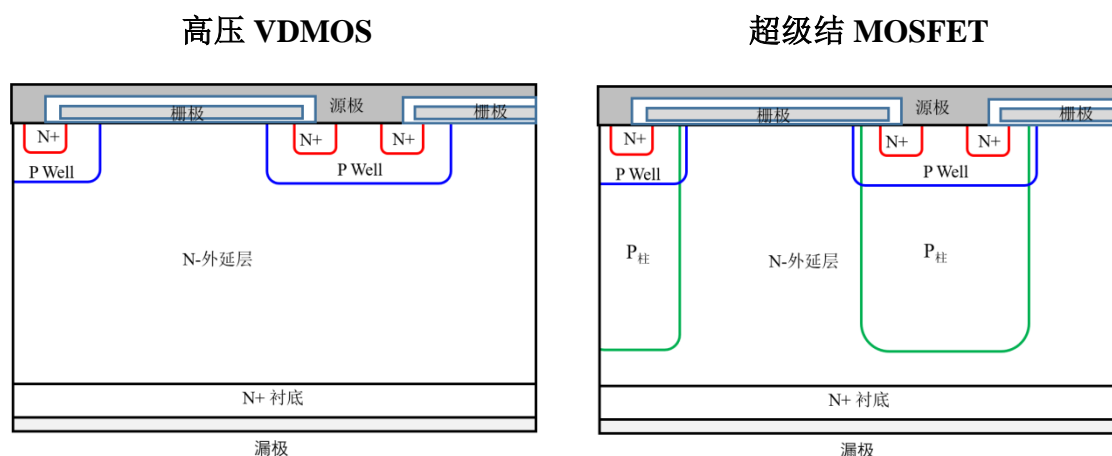 高压 VDMOS
源极
栅极
栅极
N+
N+
N+
P Well
P Well
N-外延层
N+ 衬底
漏极
超级结 MOSFET
源极
栅极
栅极
N+
N+
N+
P Well
P Well
P柱
N-外延层
P柱
N+ 衬底
漏极